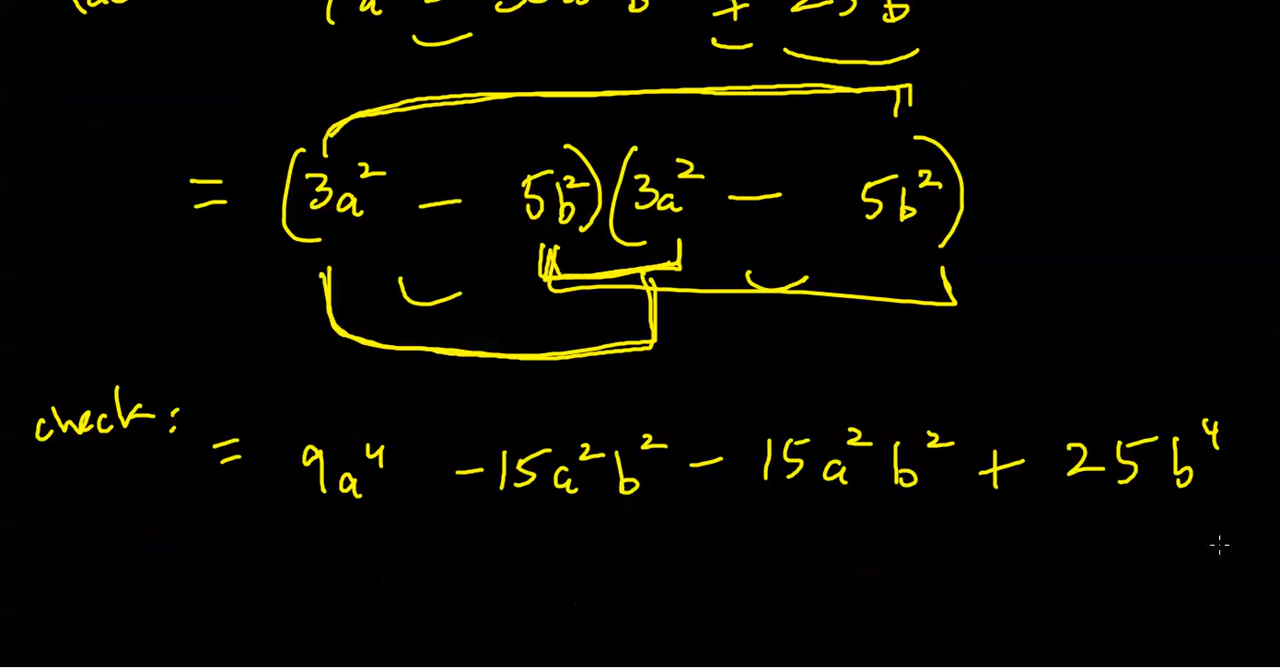 = (3a² - 5b²)(3a² - 5b²)
check:
= 9a⁴ - 15a²b² - 15a²b² + 25b⁴